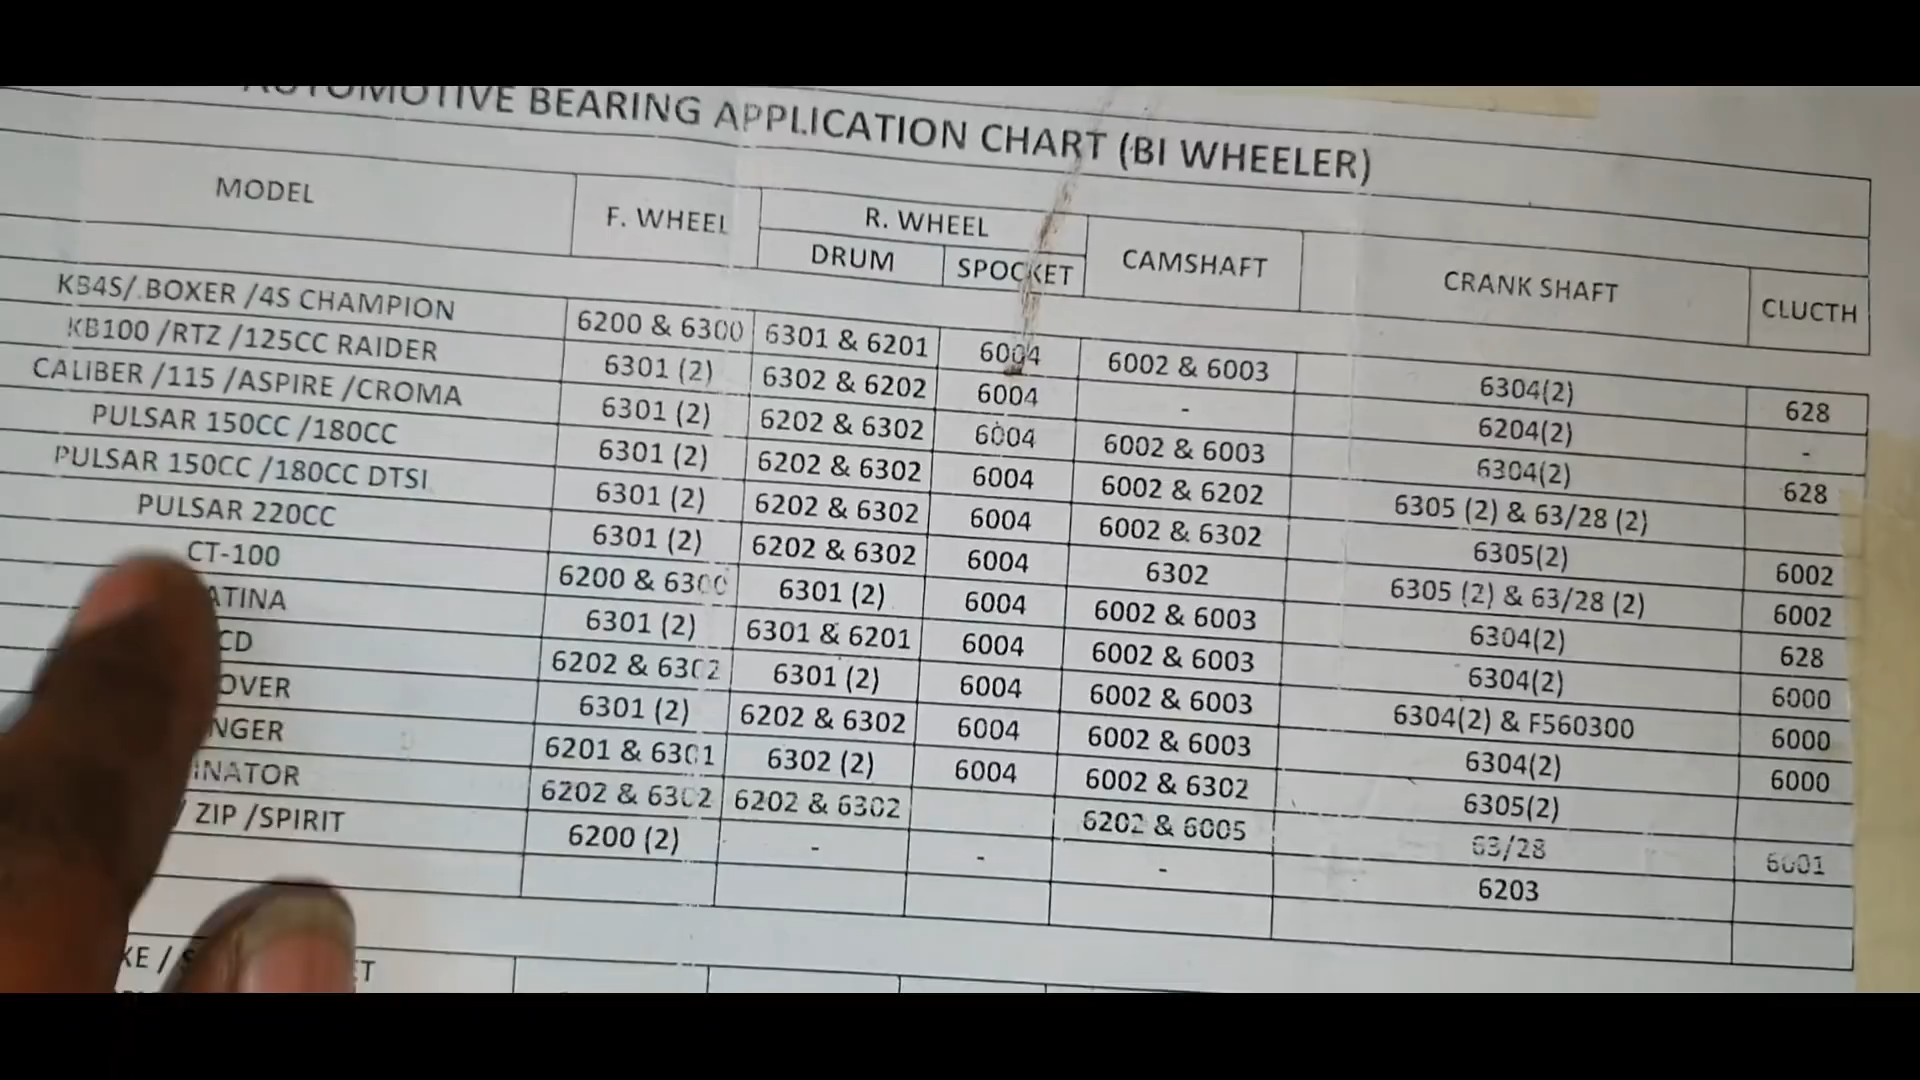 AUTOMOTIVE BEARING APPLICATION CHART (BI WHEELER)
MODEL F. WHEEL R. WHEEL CAMSHAFT CRANK SHAFT CLUCTH
DRUM SPOCKET
KB4S/ BOXER /4S CHAMPION 6200 & 6300 6301 & 6201 6004 6002 & 6003 6304(2) 628
KB100 /RTZ /125CC RAIDER 6301 (2) 6302 & 6202 6004 - 6204(2) -
CALIBER /115 /ASPIRE /CROMA 6301 (2) 6202 & 6302 6004 6002 & 6003 6304(2) 628
PULSAR 150CC /180CC 6301 (2) 6202 & 6302 6004 6002 & 6202 6305 (2) & 63/28 (2)
PULSAR 150CC /180CC DTSI 6301 (2) 6202 & 6302 6004 6002 & 6302 6305(2) 6002
PULSAR 220CC 6301 (2) 6202 & 6302 6004 6302 6305 (2) & 63/28 (2) 6002
CT-100 6200 & 6300 6301 (2) 6004 6002 & 6003 6304(2) 628
ATINA 6301 (2) 6301 & 6201 6004 6002 & 6003 6304(2) 6000
CD 6202 & 6302 6301 (2) 6004 6002 & 6003 6304(2) & F560300 6000
OVER 6301 (2) 6202 & 6302 6004 6002 & 6003 6304(2) 6000
NGER 6201 & 6301 6302 (2) 6004 6002 & 6302 6305(2)
INATOR 6202 & 6302 6202 & 6302 6202 & 6005 63/28 6001
/ ZIP /SPIRIT 6200 (2) - - - 6203